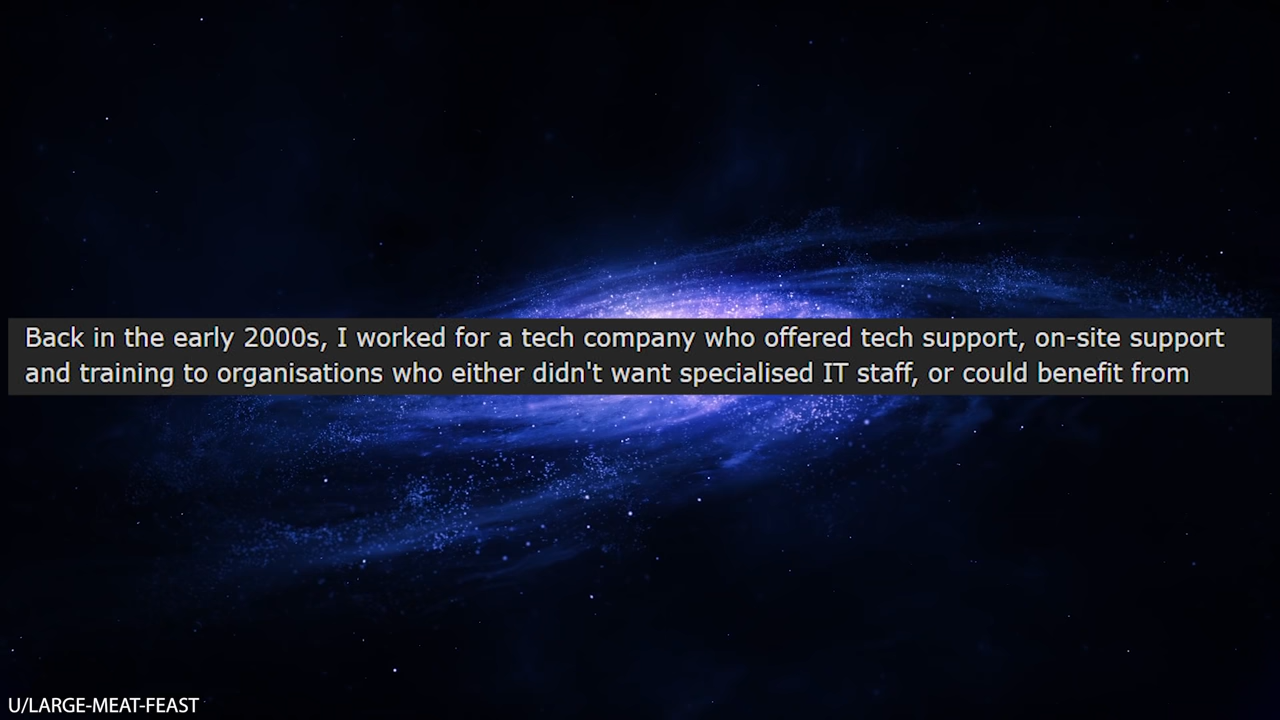 Back in the early 2000s, I worked for a tech company who offered tech support, on-site support
and training to organisations who either didn't want specialised IT staff, or could benefit from
U/LARGE-MEAT-FEAST